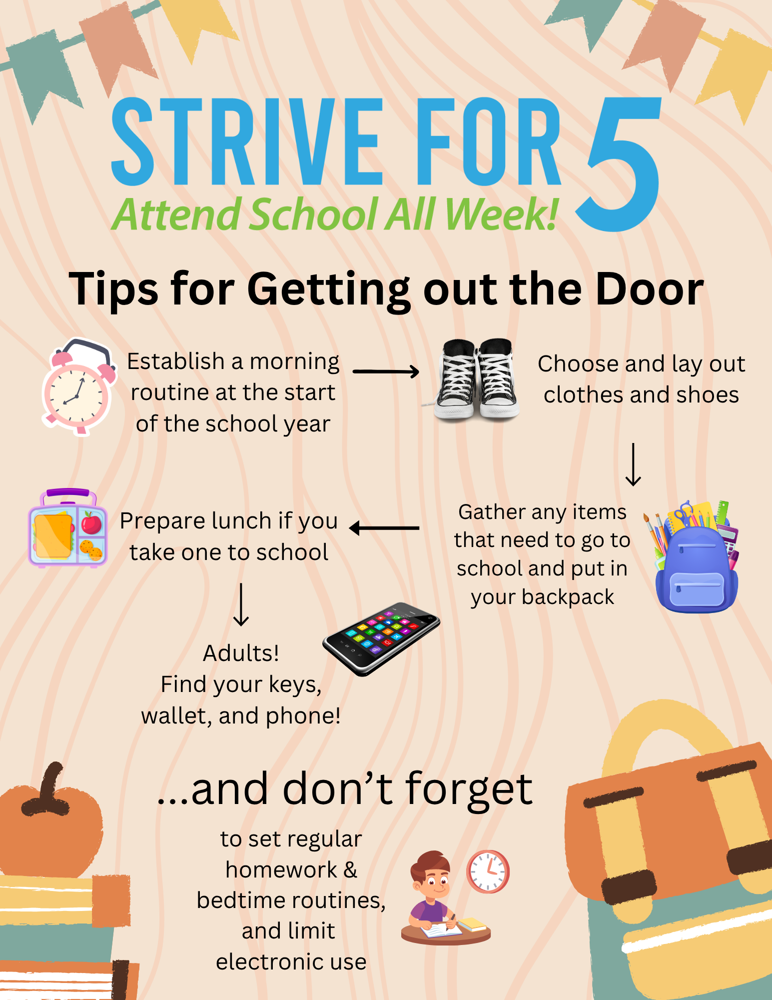 STRIVE FOR 5
Attend School All Week!
Tips for Getting out the Door
Establish a morning
routine at the start
of the school year
Choose and lay out
clothes and shoes
Gather any items
that need to go to
school and put in
your backpack
Prepare lunch if you
take one to school
Adults!
Find your keys,
wallet, and phone!
...and don’t forget
to set regular
homework &
bedtime routines,
and limit
electronic use